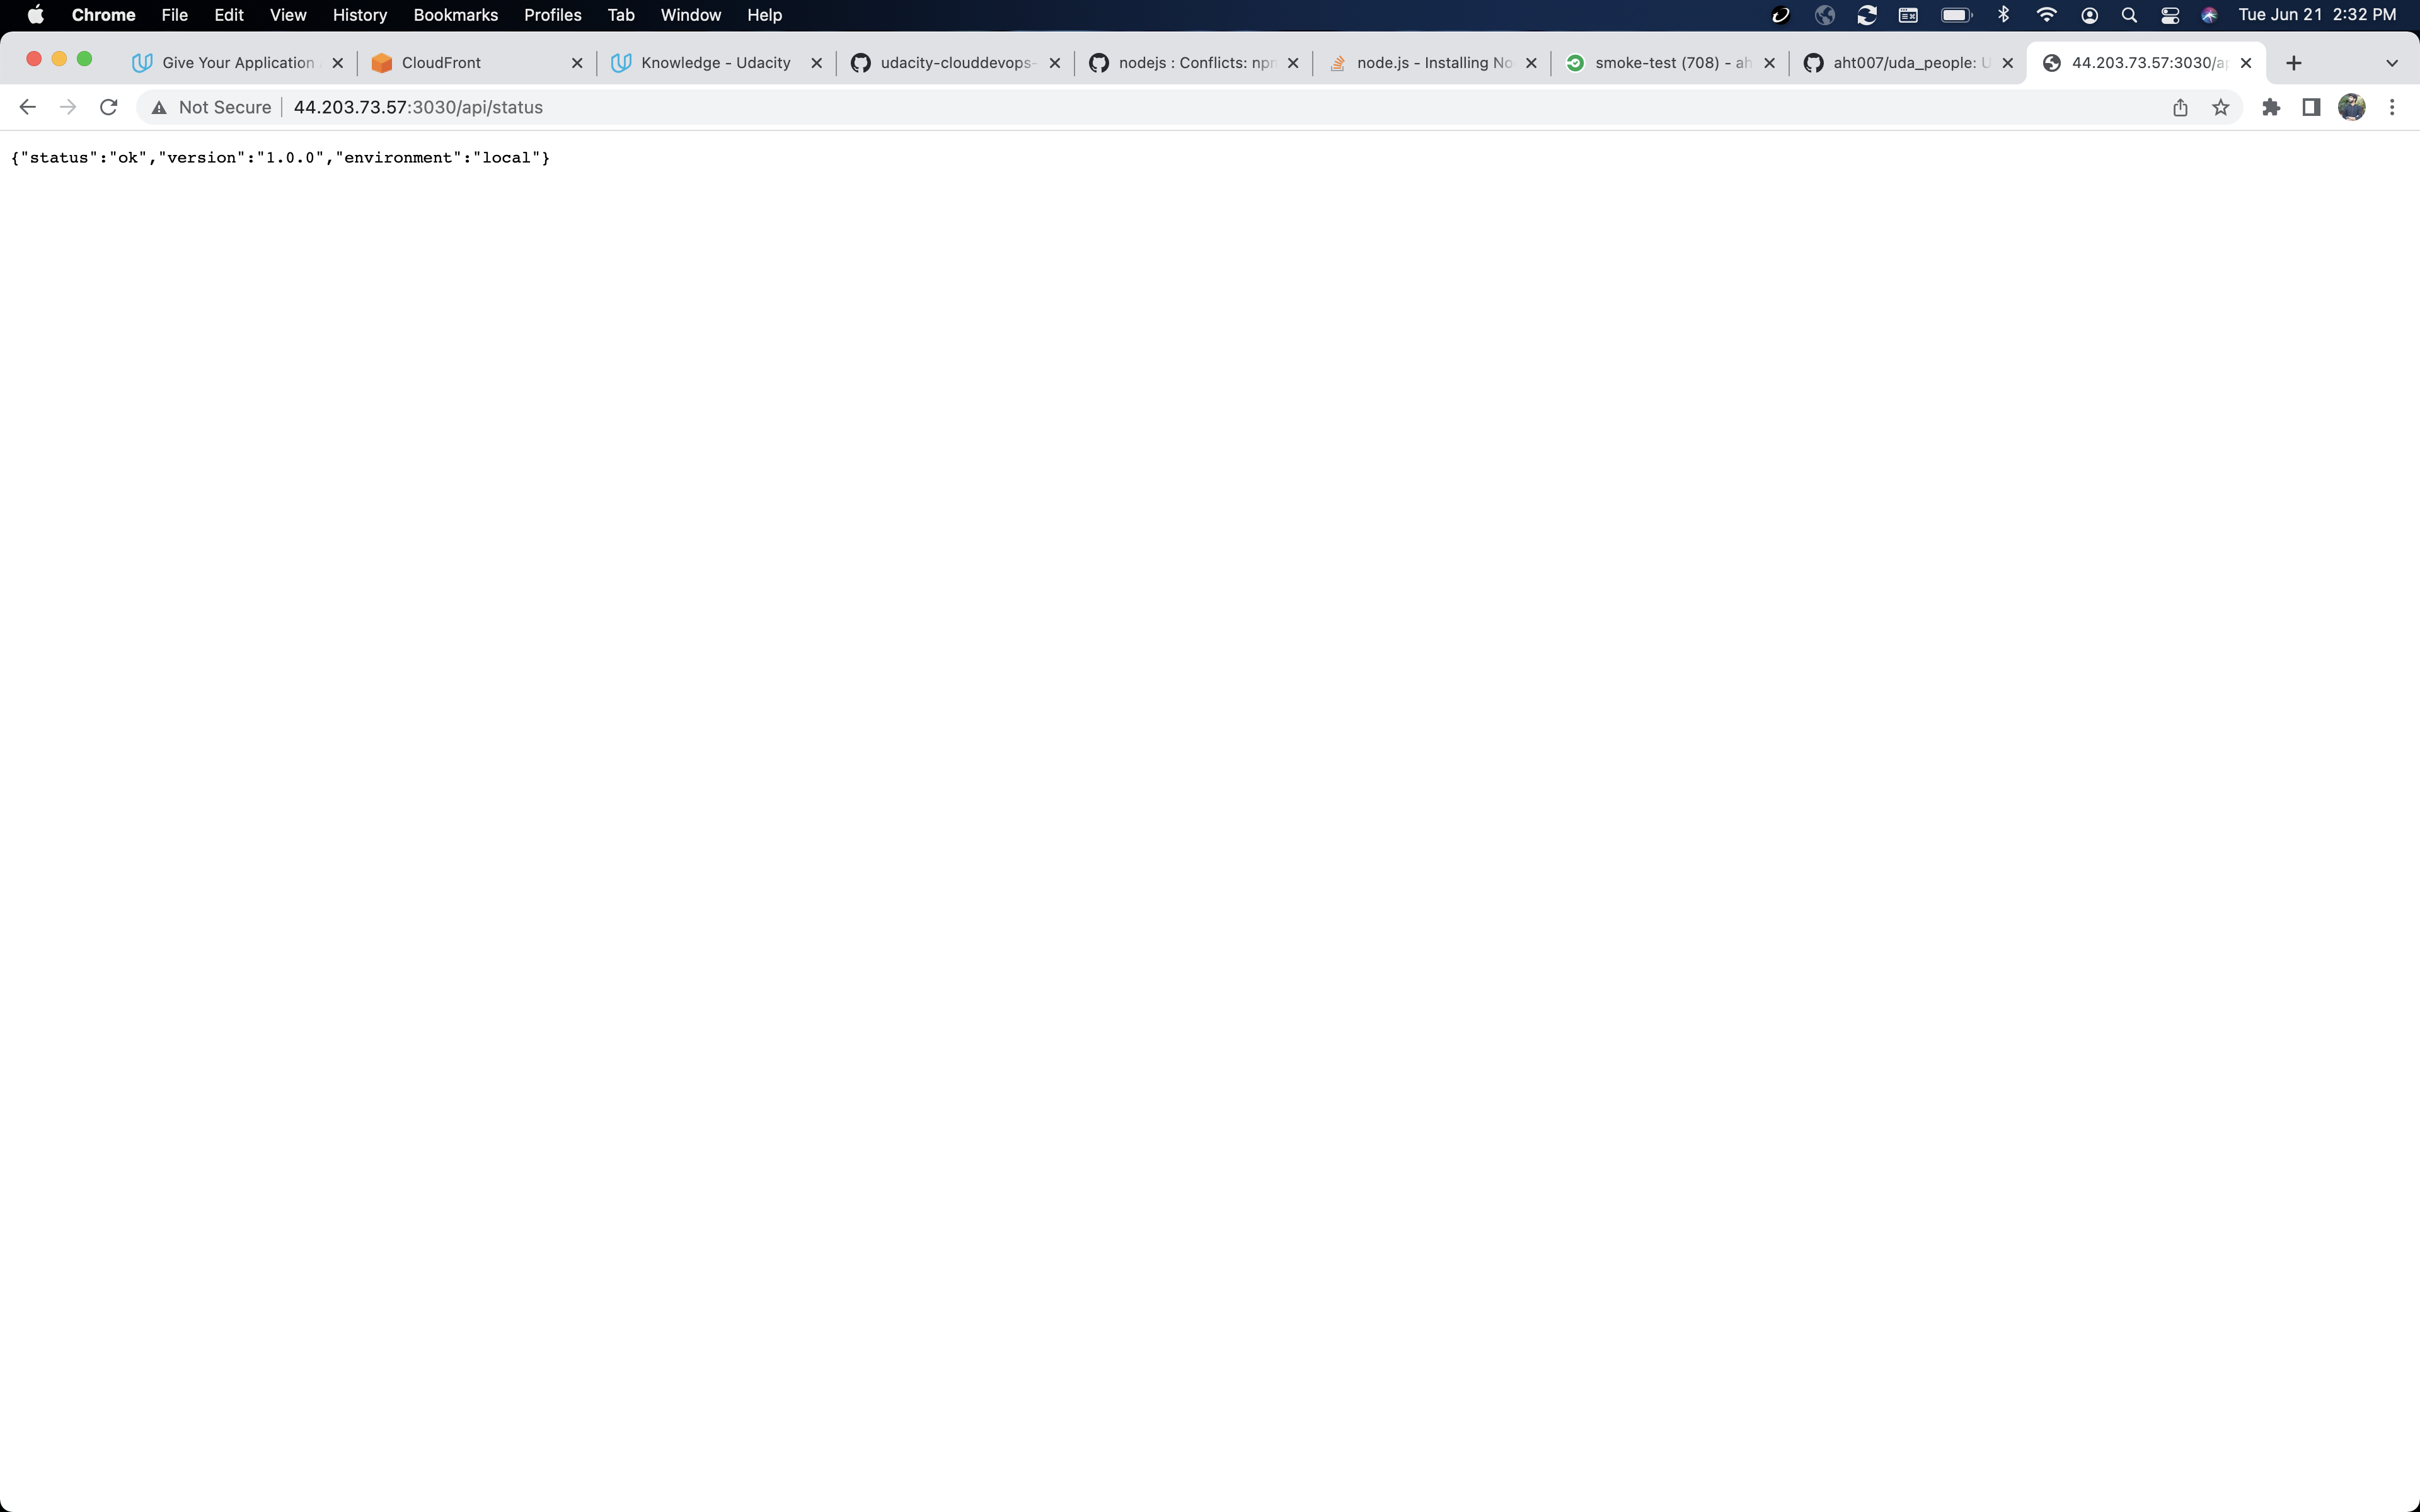 Chrome File Edit View History Bookmarks Profiles Tab Window Help Tue Jun 21 2:32 PM
Give Your Application CloudFront Knowledge - Udacity udacity-clouddevops- nodejs : Conflicts: npm node.js - Installing No smoke-test (708) - ah aht007/uda_people: U 44.203.73.57:3030/ap
Not Secure 44.203.73.57:3030/api/status
{"status":"ok","version":"1.0.0","environment":"local"}